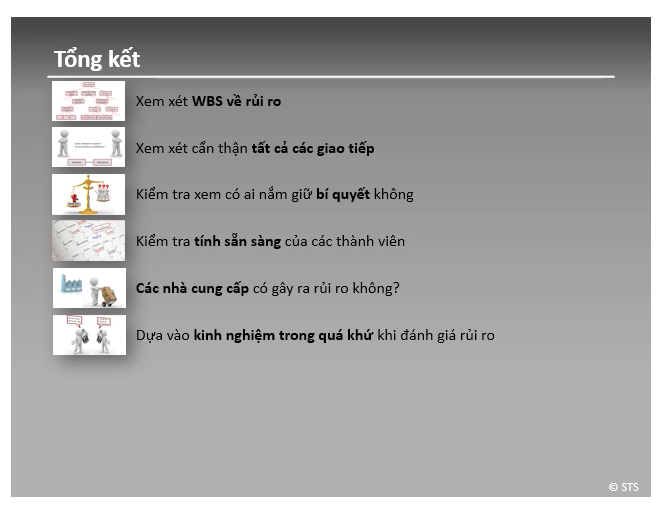 Tổng kết
Xem xét WBS về rủi ro
Xem xét cẩn thận tất cả các giao tiếp
Kiểm tra xem có ai nắm giữ bí quyết không
Kiểm tra tính sẵn sàng của các thành viên
Các nhà cung cấp có gây ra rủi ro không?
Dựa vào kinh nghiệm trong quá khứ khi đánh giá rủi ro
© STS